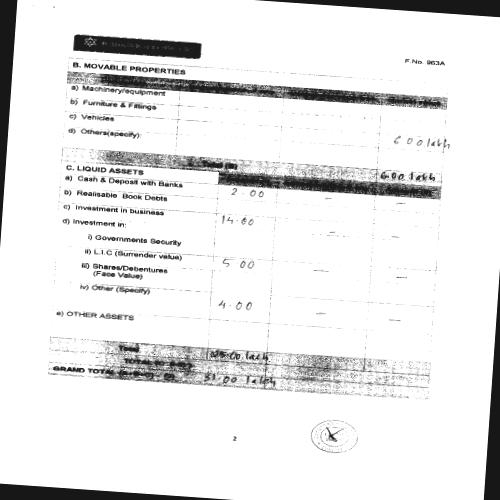 F.No. 963A
B. MOVABLE PROPERTIES
a) Machinery/equipment
b) Furniture & Fittings
c) Vehicles
d) Others(specify): 6.00 lakh
Total (B) 6.00 lakh
C. LIQUID ASSETS
a) Cash & Deposit with Banks 2.00 — —
b) Realisable Book Debts
c) Investment in business 14.00 — —
d) Investment in:
i) Governments Security
ii) L.I.C (Surrender value) 5.00 — —
iii) Shares/Debentures
(Face Value)
iv) Other (Specify) 4.00 — —
e) OTHER ASSETS
Total 25.00 lakh
TOTAL
GRAND TOTAL 31.00 lakh
2